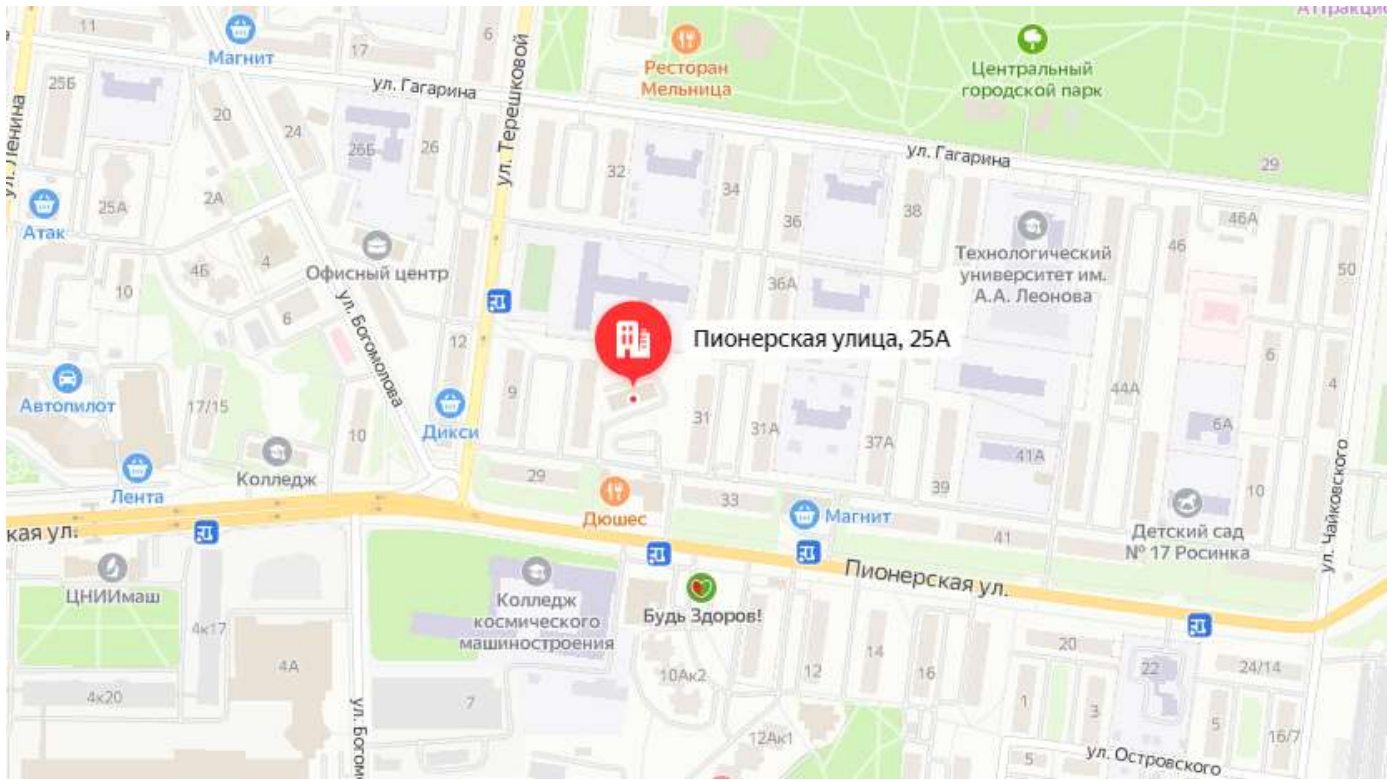 Аттракцио
11
Магнит
17
6
Ресторан
Мельница
Центральный
городской парк
25Б
ул. Гагарина
ул. Ленина
20
24
26Б
26
ул. Терешковой
ул. Гагарина
29
32
34
36
38
2А
25А
Атак
46А
46
50
Технологический
университет им.
А.А. Леонова
Офисный центр
4Б
4
10
36А
6
ул. Богомолова
12
Пионерская улица, 25А
6
4
Автопилот
17/15
9
44А
Дикси
31
31А
37А
6А
10
41А
Колледж
29
39
10
ул. Чайковского
Лента
Дюшес
33
Магнит
41
Детский сад
№ 17 Росинка
кая ул.
Пионерская ул.
ЦНИИмаш
Колледж
космического
машиностроения
Будь Здоров!
4к17
20
22
24/14
4А
10Ак2
12
14
16
4к20
7
1
3
5
16/7
ул. Богом
12Ак1
5
ул. Островского